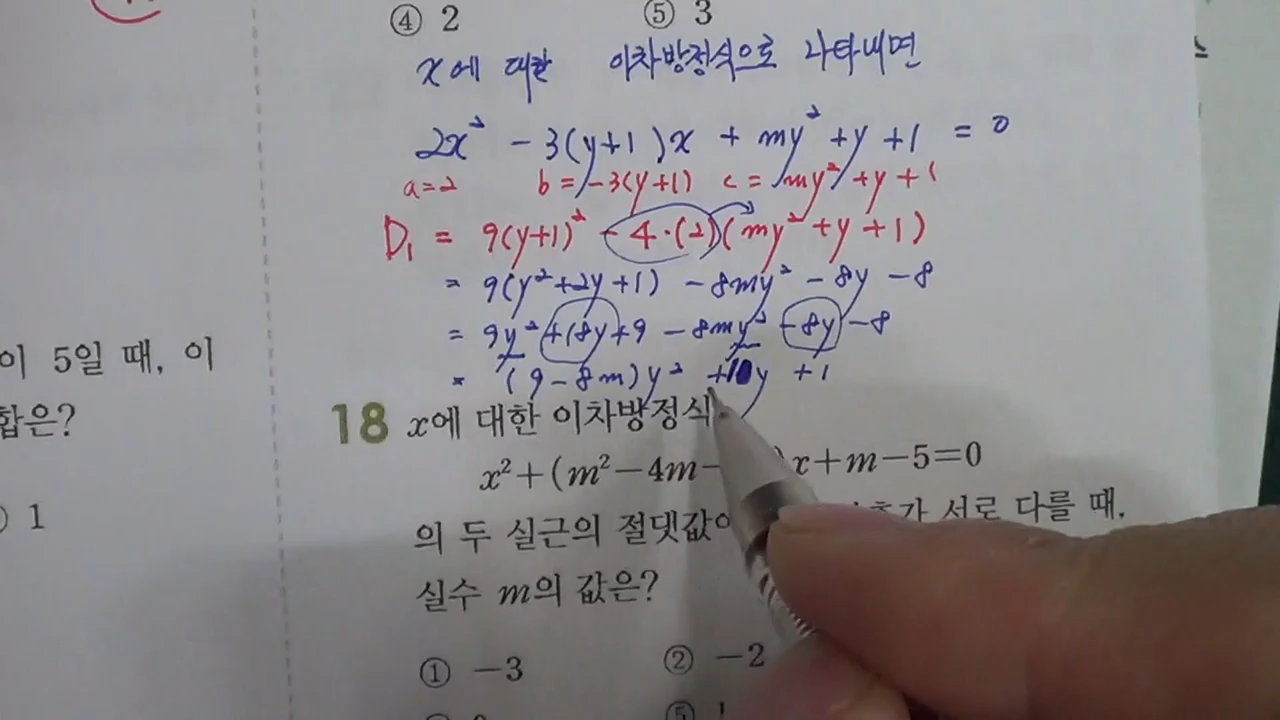 ④ 2 ⑤ 3
x에 대한 이차방정식으로 나타내면
2x² - 3(y+1)x + my² + y + 1 = 0
a=2 b=-3(y+1) c=my²+y+1
D₁ = 9(y+1)² - 4·(2)(my²+y+1)
= 9(y²+2y+1) - 8my² - 8y - 8
= 9y² + 18y + 9 - 8my² - 8y - 8
= (9-8m)y² + 10y + 1
이 5일 때, 이
합은?
1
18 x에 대한 이차방정식
x²+(m²-4m- )x+m-5=0
의 두 실근의 절댓값이 서로 다를 때,
실수 m의 값은?
① -3 ② -2
⑤ 1